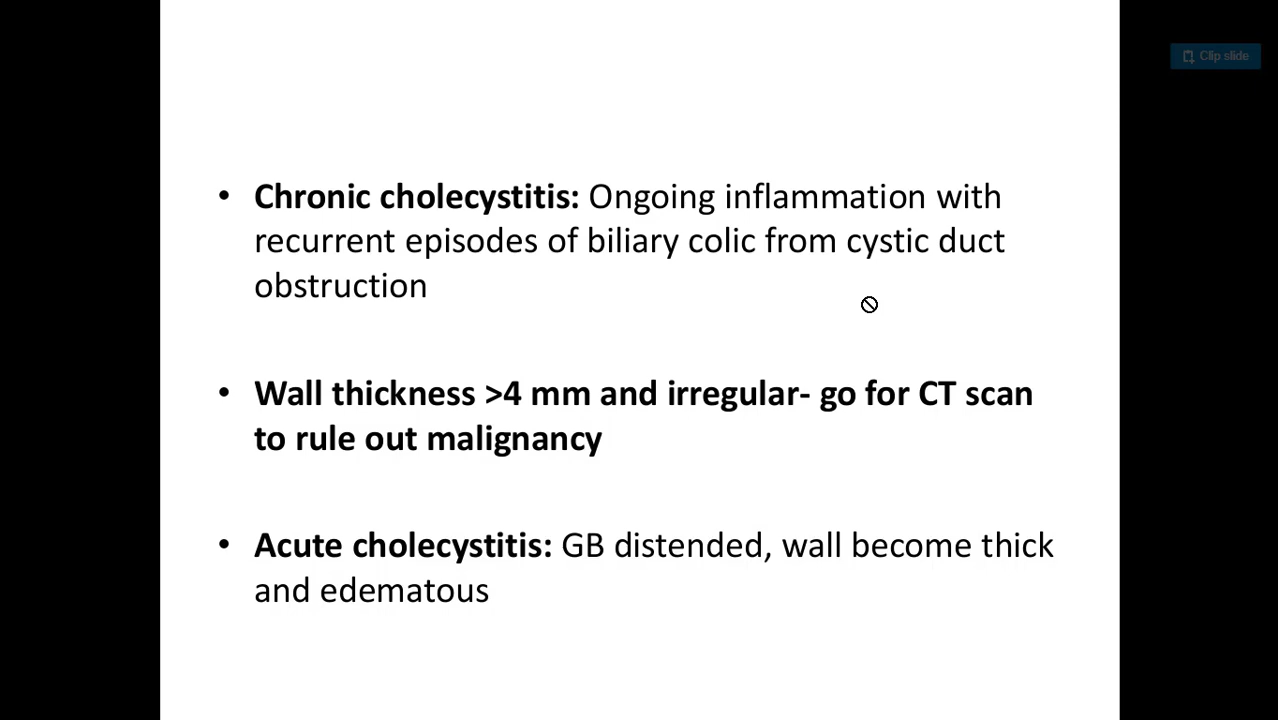 Clip slide
• Chronic cholecystitis: Ongoing inflammation with
recurrent episodes of biliary colic from cystic duct
obstruction
• Wall thickness >4 mm and irregular- go for CT scan
to rule out malignancy
• Acute cholecystitis: GB distended, wall become thick
and edematous